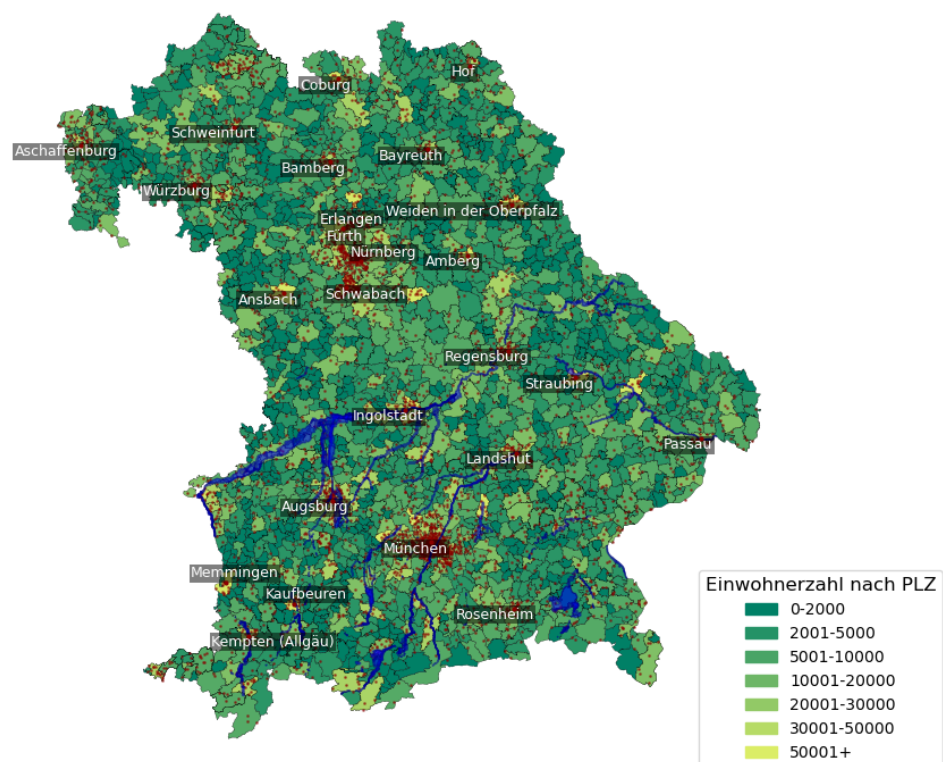 Hof
Coburg
Schweinfurt
Aschaffenburg
Bayreuth
Bamberg
Würzburg
Weiden in der Oberpfalz
Erlangen
Fürth
Nürnberg
Amberg
Schwabach
Ansbach
Regensburg
Straubing
Ingolstadt
Passau
Landshut
Augsburg
München
Memmingen
Kaufbeuren
Rosenheim
Kempten (Allgäu)
Einwohnerzahl nach PLZ
0-2000
2001-5000
5001-10000
10001-20000
20001-30000
30001-50000
50001+